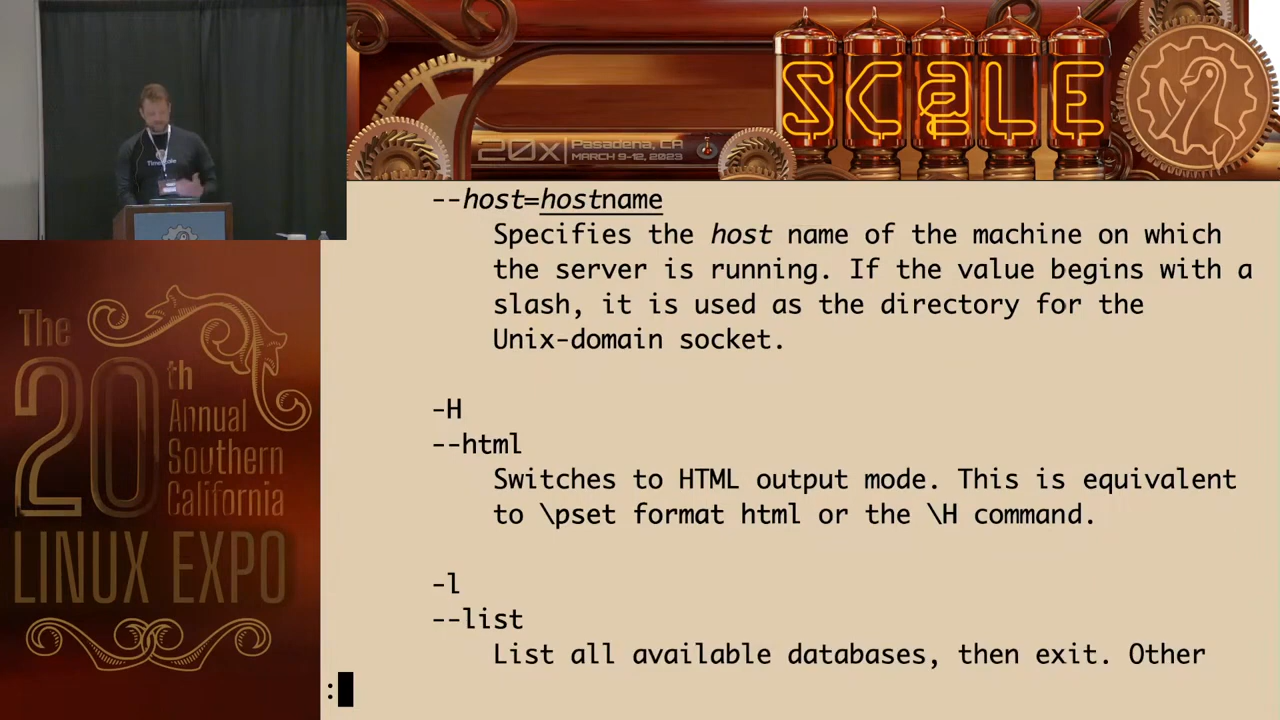 SC@LE
20x
Pasadena, CA
MARCH 9-12, 2023
The
20th
Annual
Southern
California
LINUX EXPO
--host=hostname
Specifies the host name of the machine on which
the server is running. If the value begins with a
slash, it is used as the directory for the
Unix-domain socket.
-H
--html
Switches to HTML output mode. This is equivalent
to \pset format html or the \H command.
-l
--list
List all available databases, then exit. Other
: